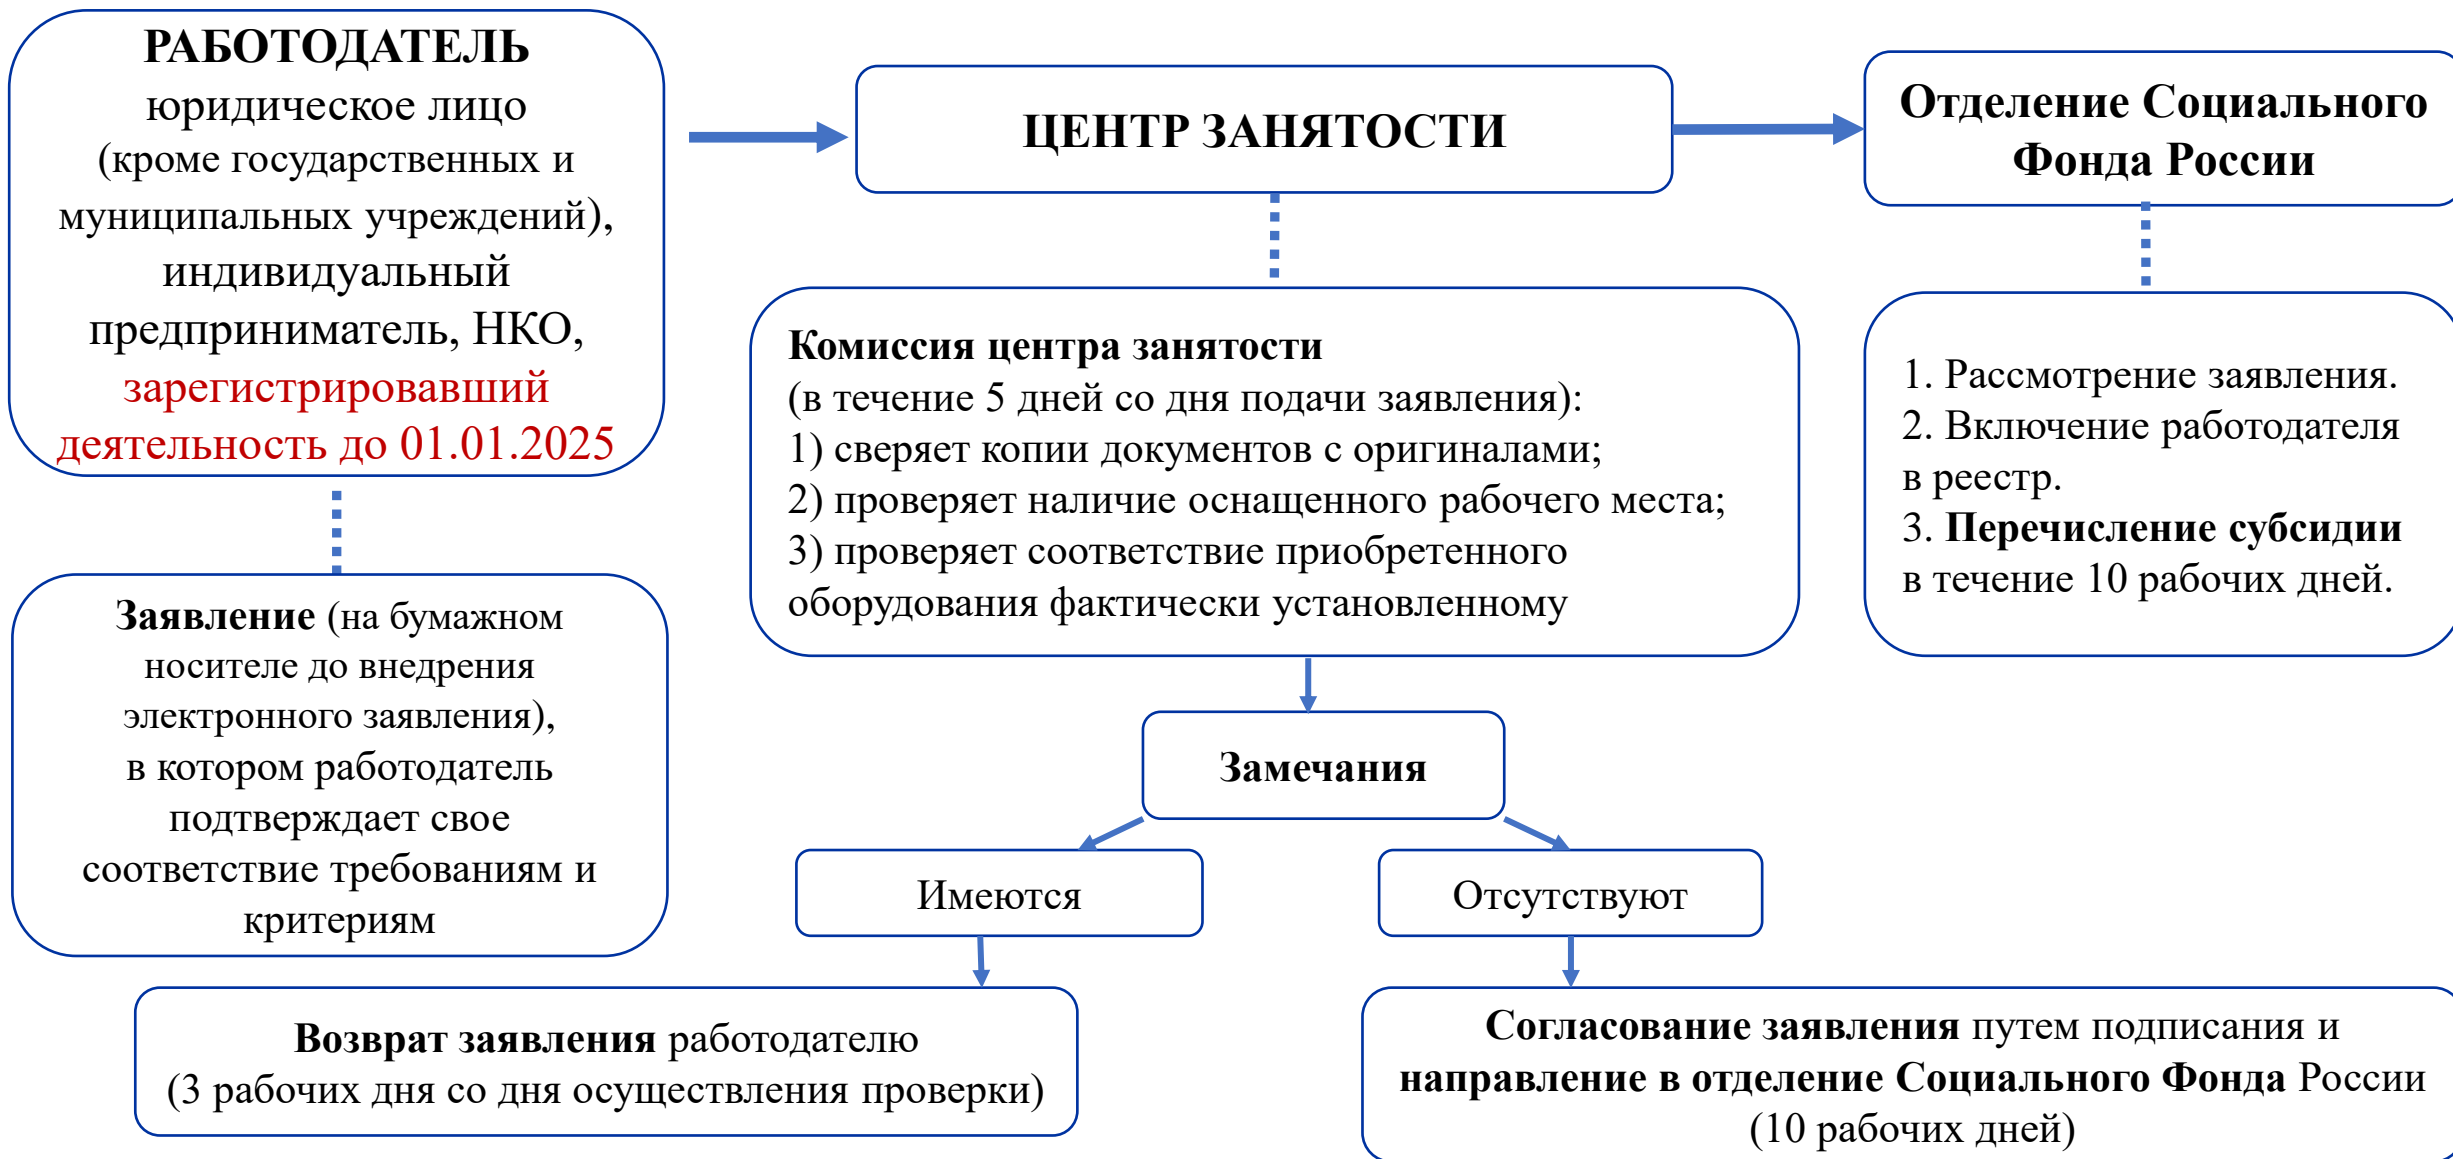 РАБОТОДАТЕЛЬ
юридическое лицо
(кроме государственных и
муниципальных учреждений),
индивидуальный
предприниматель, НКО,
зарегистрировавший
деятельность до 01.01.2025
Заявление (на бумажном
носителе до внедрения
электронного заявления),
в котором работодатель
подтверждает свое
соответствие требованиям и
критериям
ЦЕНТР ЗАНЯТОСТИ
Комиссия центра занятости
(в течение 5 дней со дня подачи заявления):
1) сверяет копии документов с оригиналами;
2) проверяет наличие оснащенного рабочего места;
3) проверяет соответствие приобретенного
оборудования фактически установленному
Замечания
Имеются
Отсутствуют
Возврат заявления работодателю
(3 рабочих дня со дня осуществления проверки)
Согласование заявления путем подписания и
направление в отделение Социального Фонда России
(10 рабочих дней)
Отделение Социального
Фонда России
1. Рассмотрение заявления.
2. Включение работодателя
в реестр.
3. Перечисление субсидии
в течение 10 рабочих дней.